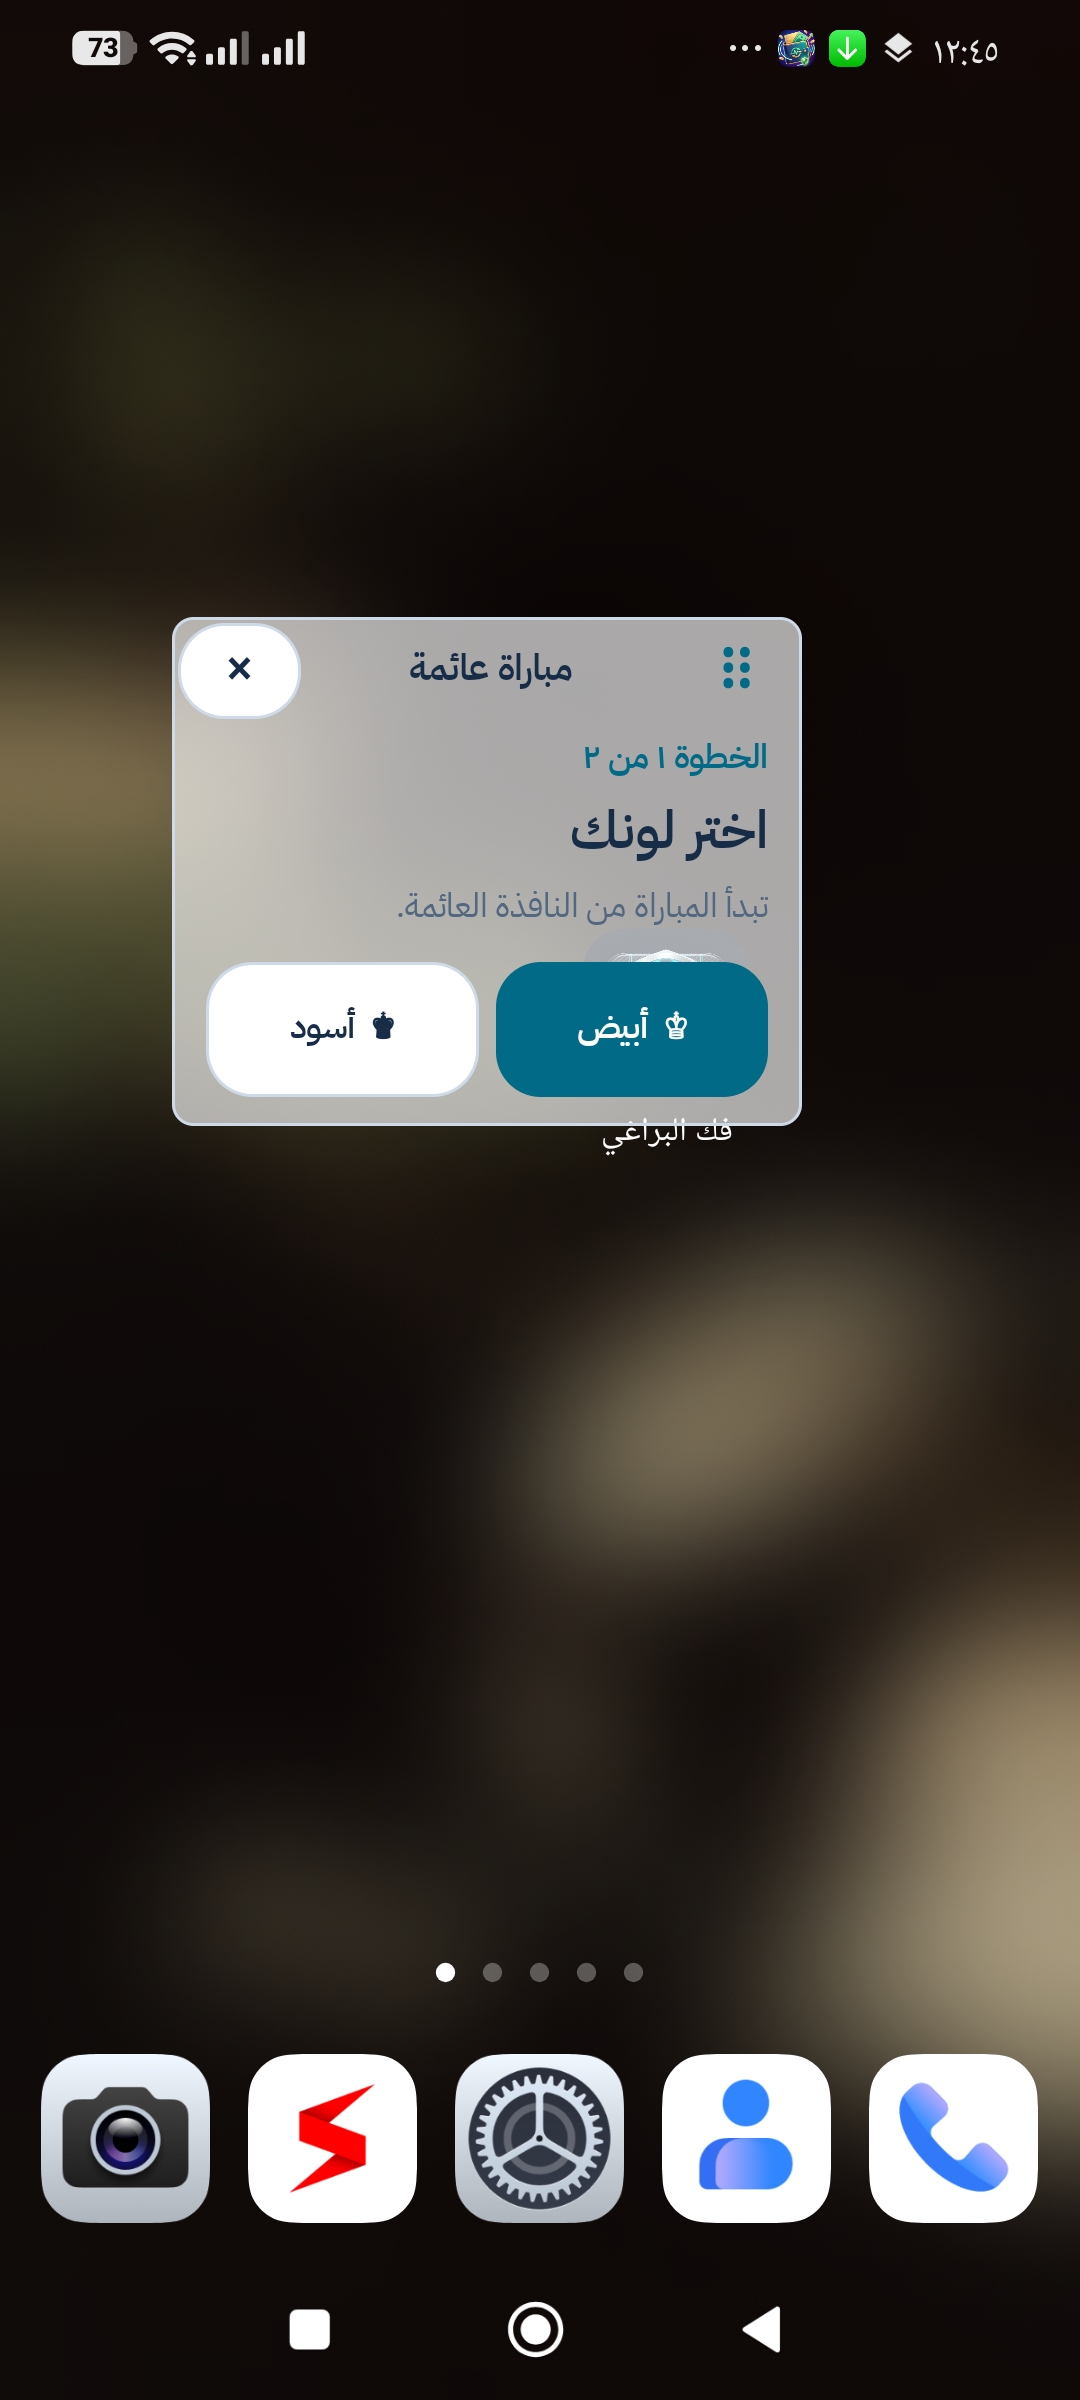 73
١٢:٤٥
مباراة عائمة
×
الخطوة ١ من ٢
اختر لونك
تبدأ المباراة من النافذة العائمة.
♔ أبيض
♚ أسود
فك البراغي